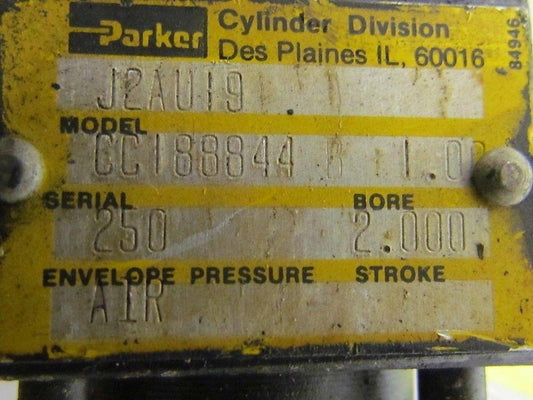 Parker
Cylinder Division
Des Plaines IL, 60016
84946
J2AU19
MODEL
CC188844
SERIAL BORE
250 2.000
ENVELOPE PRESSURE STROKE
AIR